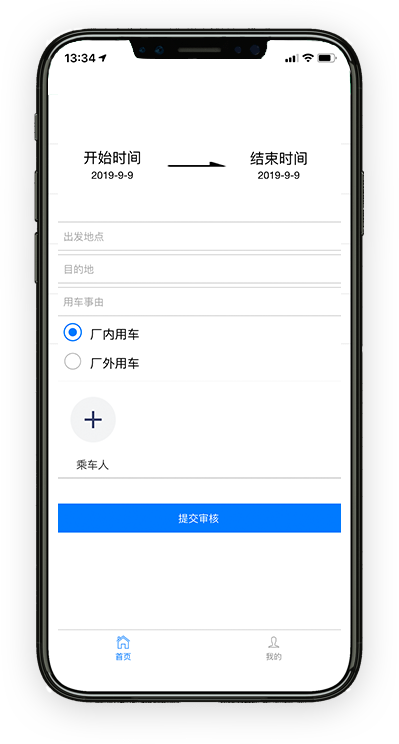 13:34
开始时间
结束时间
2019-9-9
2019-9-9
出发地点
目的地
用车事由
厂内用车
厂外用车
乘车人
提交审核
首页
我的